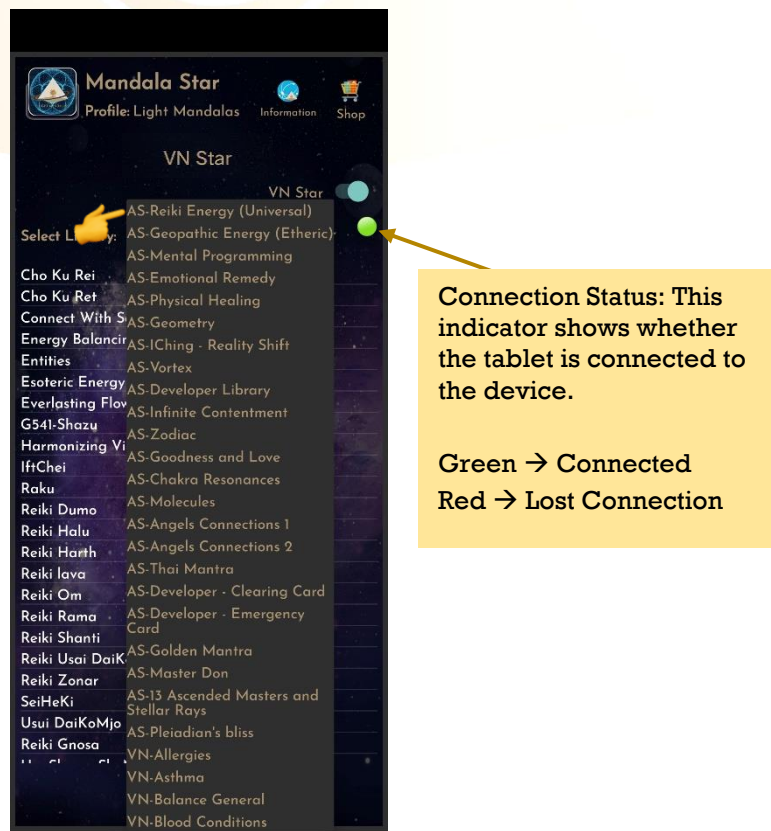 Mandala Star
Profile: Light Mandalas
Information
Shop
VN Star
VN Star
Select
Cho Ku Rei
Cho Ku Ret
Connect With
Energy
Entities
Esoteric Energy
Everlasting
G541-Shazu
Harmonizing
IftChei
Raku
Reiki Dumo
Reiki Halu
Reiki Harth
Reiki lava
Reiki Om
Reiki Rama
Reiki Shanti
Reiki Usai
Reiki Zonar
SeiHeKi
Usui DaiKoMjo
Reiki Gnosa
AS-Reiki Energy (Universal)
AS-Geopathic Energy (Etheric)
AS-Mental Programming
AS-Emotional Remedy
AS-Physical Healing
AS-Geometry
AS-IChing - Reality Shift
AS-Vortex
AS-Developer Library
AS-Infinite Contentment
AS-Zodiac
AS-Goodness and Love
AS-Chakra Resonances
AS-Molecules
AS-Angels Connections 1
AS-Angels Connections 2
AS-Thai Mantra
AS-Developer - Clearing Card
AS-Developer - Emergency
Card
AS-Golden Mantra
AS-Master Don
AS-13 Ascended Masters and
Stellar Rays
AS-Pleiadian's bliss
VN-Allergies
VN-Asthma
VN-Balance General
VN-Blood Conditions
Connection Status: This
indicator shows whether
the tablet is connected to
the device.
Green → Connected
Red → Lost Connection